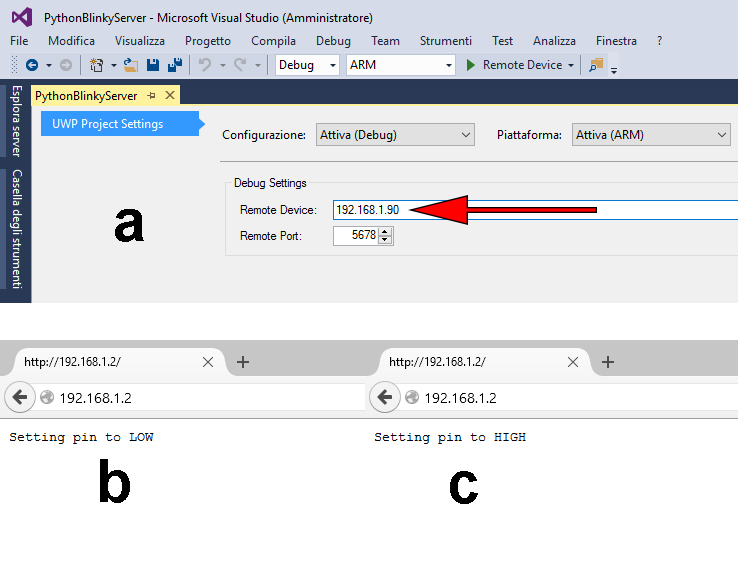 PythonBlinkyServer - Microsoft Visual Studio (Amministratore)
File Modifica Visualizza Progetto Compila Debug Team Strumenti Test Analizza Finestra ?
Debug ARM Remote Device
Esplora server
Casella degli strumenti
PythonBlinkyServer
UWP Project Settings
Configurazione: Attiva (Debug) Piattaforma: Attiva (ARM)
Debug Settings
Remote Device: 192.168.1.90
Remote Port: 5678
a
http://192.168.1.2/
192.168.1.2
Setting pin to LOW
b
http://192.168.1.2/
192.168.1.2
Setting pin to HIGH
c